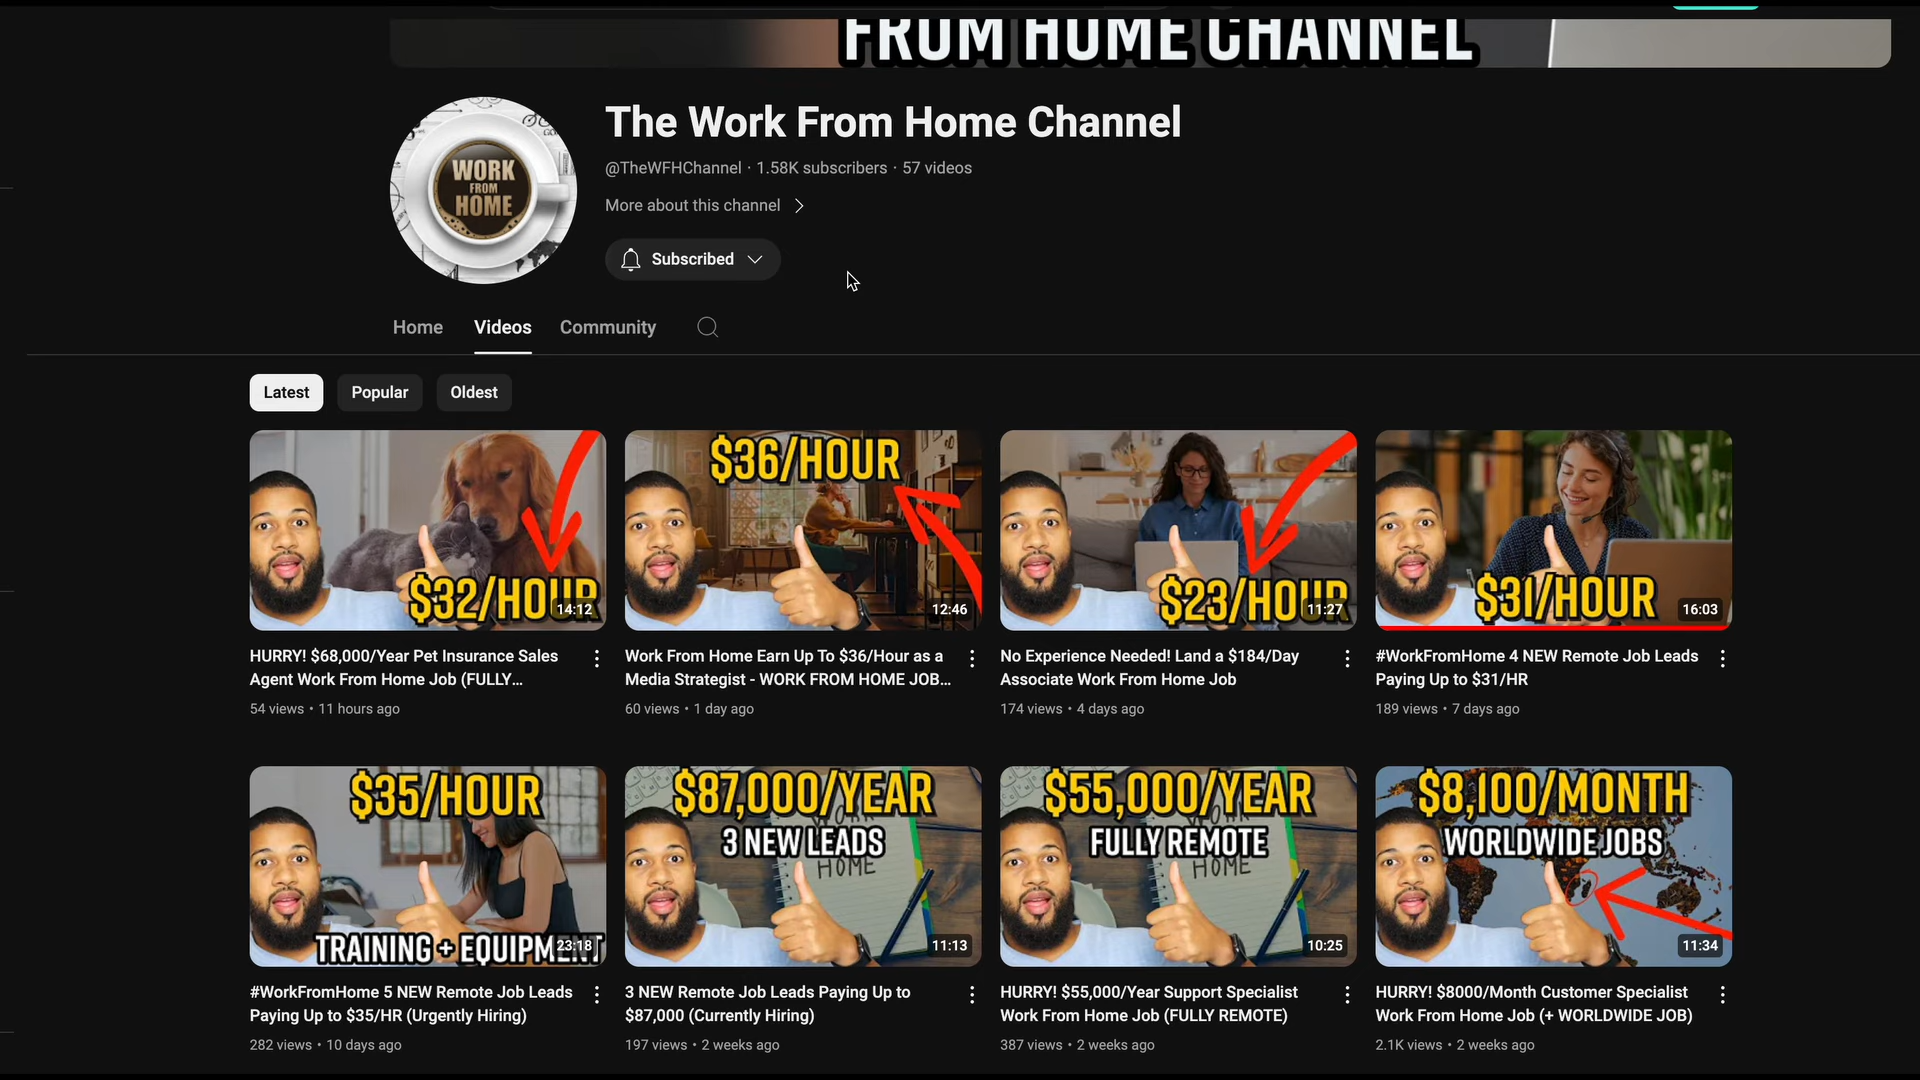 FROM HOME CHANNEL
WORK
FROM
HOME
The Work From Home Channel
@TheWFHChannel · 1.58K subscribers · 57 videos
More about this channel
Subscribed
Home Videos Community
Latest Popular Oldest
$32/HOUR
14:12
$36/HOUR
12:46
$23/HOUR
11:27
$31/HOUR
16:03
HURRY! $68,000/Year Pet Insurance Sales
Agent Work From Home Job (FULLY...
54 views • 11 hours ago
Work From Home Earn Up To $36/Hour as a
Media Strategist - WORK FROM HOME JOB...
60 views • 1 day ago
No Experience Needed! Land a $184/Day
Associate Work From Home Job
174 views • 4 days ago
#WorkFromHome 4 NEW Remote Job Leads
Paying Up to $31/HR
189 views • 7 days ago
$35/HOUR
TRAINING + EQUIPMENT
23:18
$87,000/YEAR
3 NEW LEADS
WORK
HOME
11:13
$55,000/YEAR
FULLY REMOTE
WORK
HOME
10:25
$8,100/MONTH
WORLDWIDE JOBS
11:34
#WorkFromHome 5 NEW Remote Job Leads
Paying Up to $35/HR (Urgently Hiring)
282 views • 10 days ago
3 NEW Remote Job Leads Paying Up to
$87,000 (Currently Hiring)
197 views • 2 weeks ago
HURRY! $55,000/Year Support Specialist
Work From Home Job (FULLY REMOTE)
387 views • 2 weeks ago
HURRY! $8000/Month Customer Specialist
Work From Home Job (+ WORLDWIDE JOB)
2.1K views • 2 weeks ago